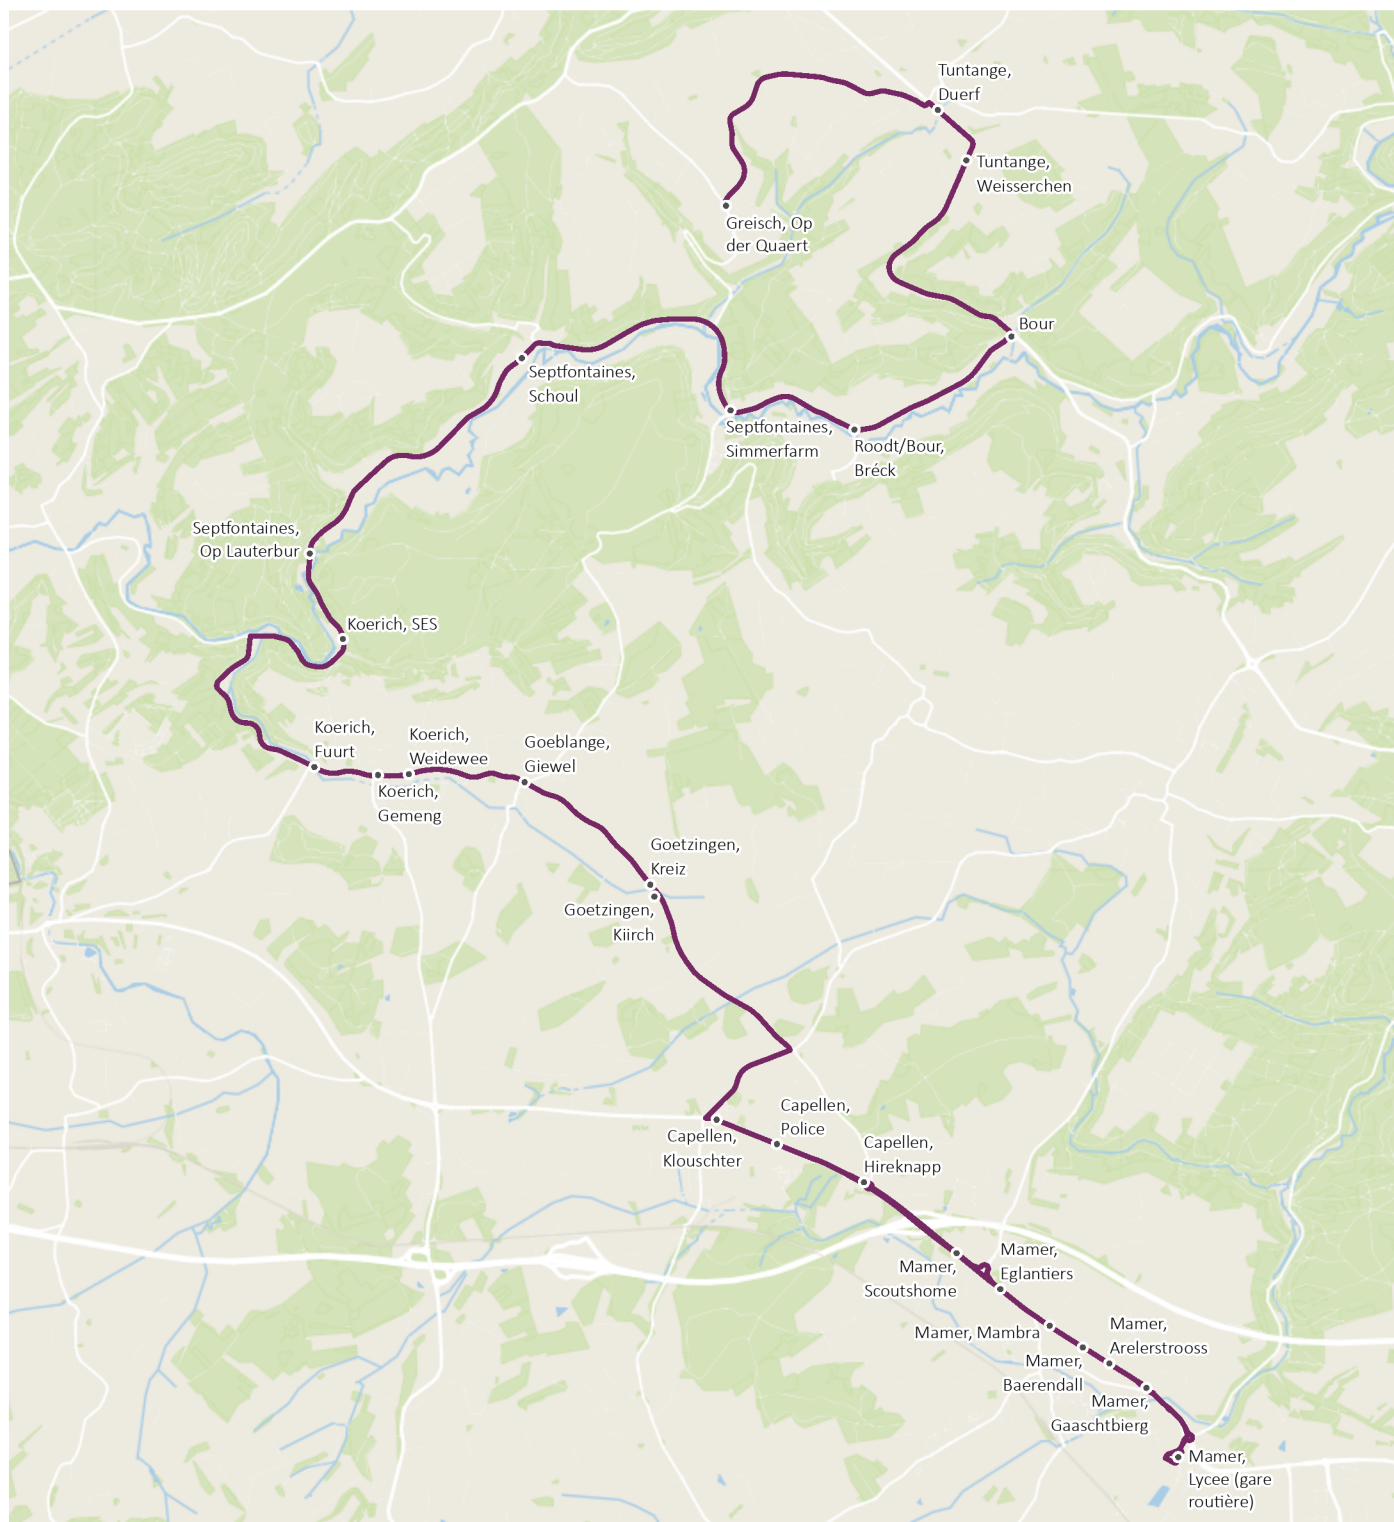 Tuntange,
Duerf
Tuntange,
Weisserchen
Greisch, Op
der Quaert
Bour
Septfontaines,
Schoul
Septfontaines,
Simmerfarm
Roodt/Bour,
Bréck
Septfontaines,
Op Lauterbur
Koerich, SES
Koerich,
Fuurt
Koerich,
Weidewee
Koerich,
Gemeng
Goeblange,
Giewel
Goetzingen,
Kreiz
Goetzingen,
Kiirch
Capellen,
Police
Capellen,
Klouschter
Capellen,
Hireknapp
Mamer,
Eglantiers
Mamer,
Scoutshome
Mamer, Mambra
Mamer,
Arelerstrooss
Mamer,
Baerendall
Mamer,
Gaaschtbierg
Mamer,
Lycee (gare
routière)